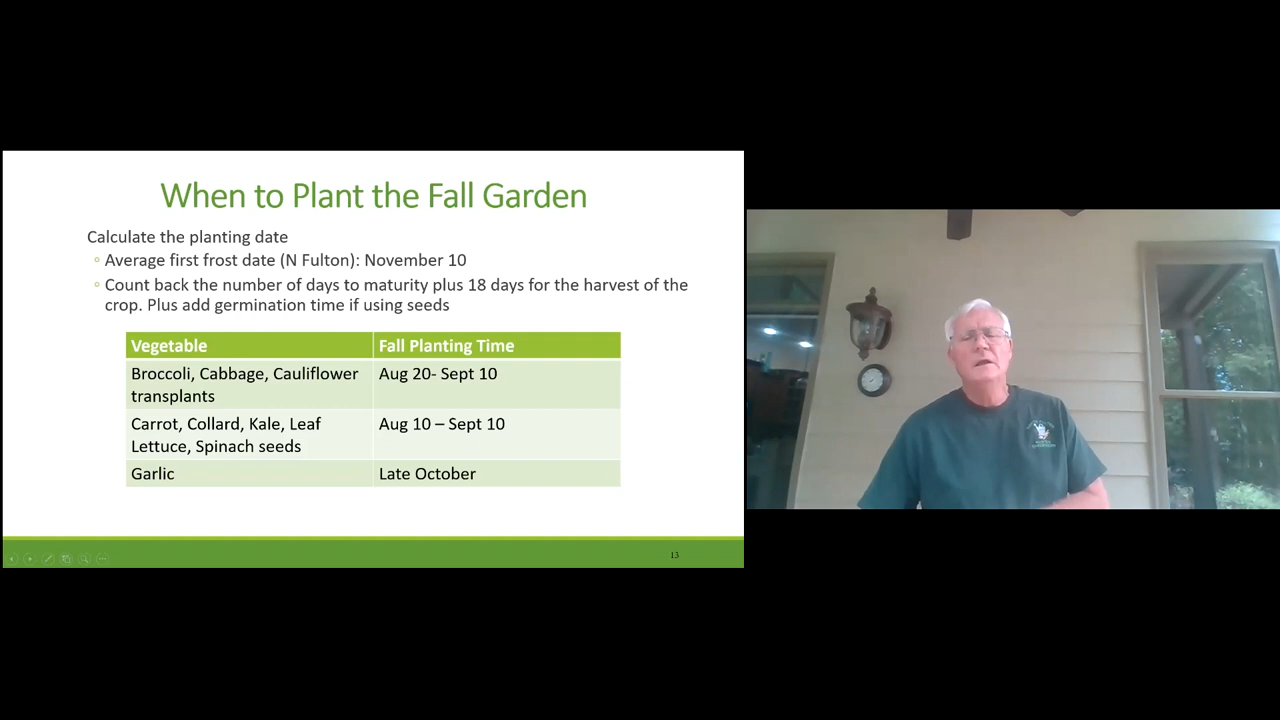 When to Plant the Fall Garden
Calculate the planting date
Average first frost date (N Fulton): November 10
Count back the number of days to maturity plus 18 days for the harvest of the
crop. Plus add germination time if using seeds
Vegetable Fall Planting Time
Broccoli, Cabbage, Cauliflower Aug 20- Sept 10
transplants
Carrot, Collard, Kale, Leaf Aug 10 – Sept 10
Lettuce, Spinach seeds
Garlic Late October
13